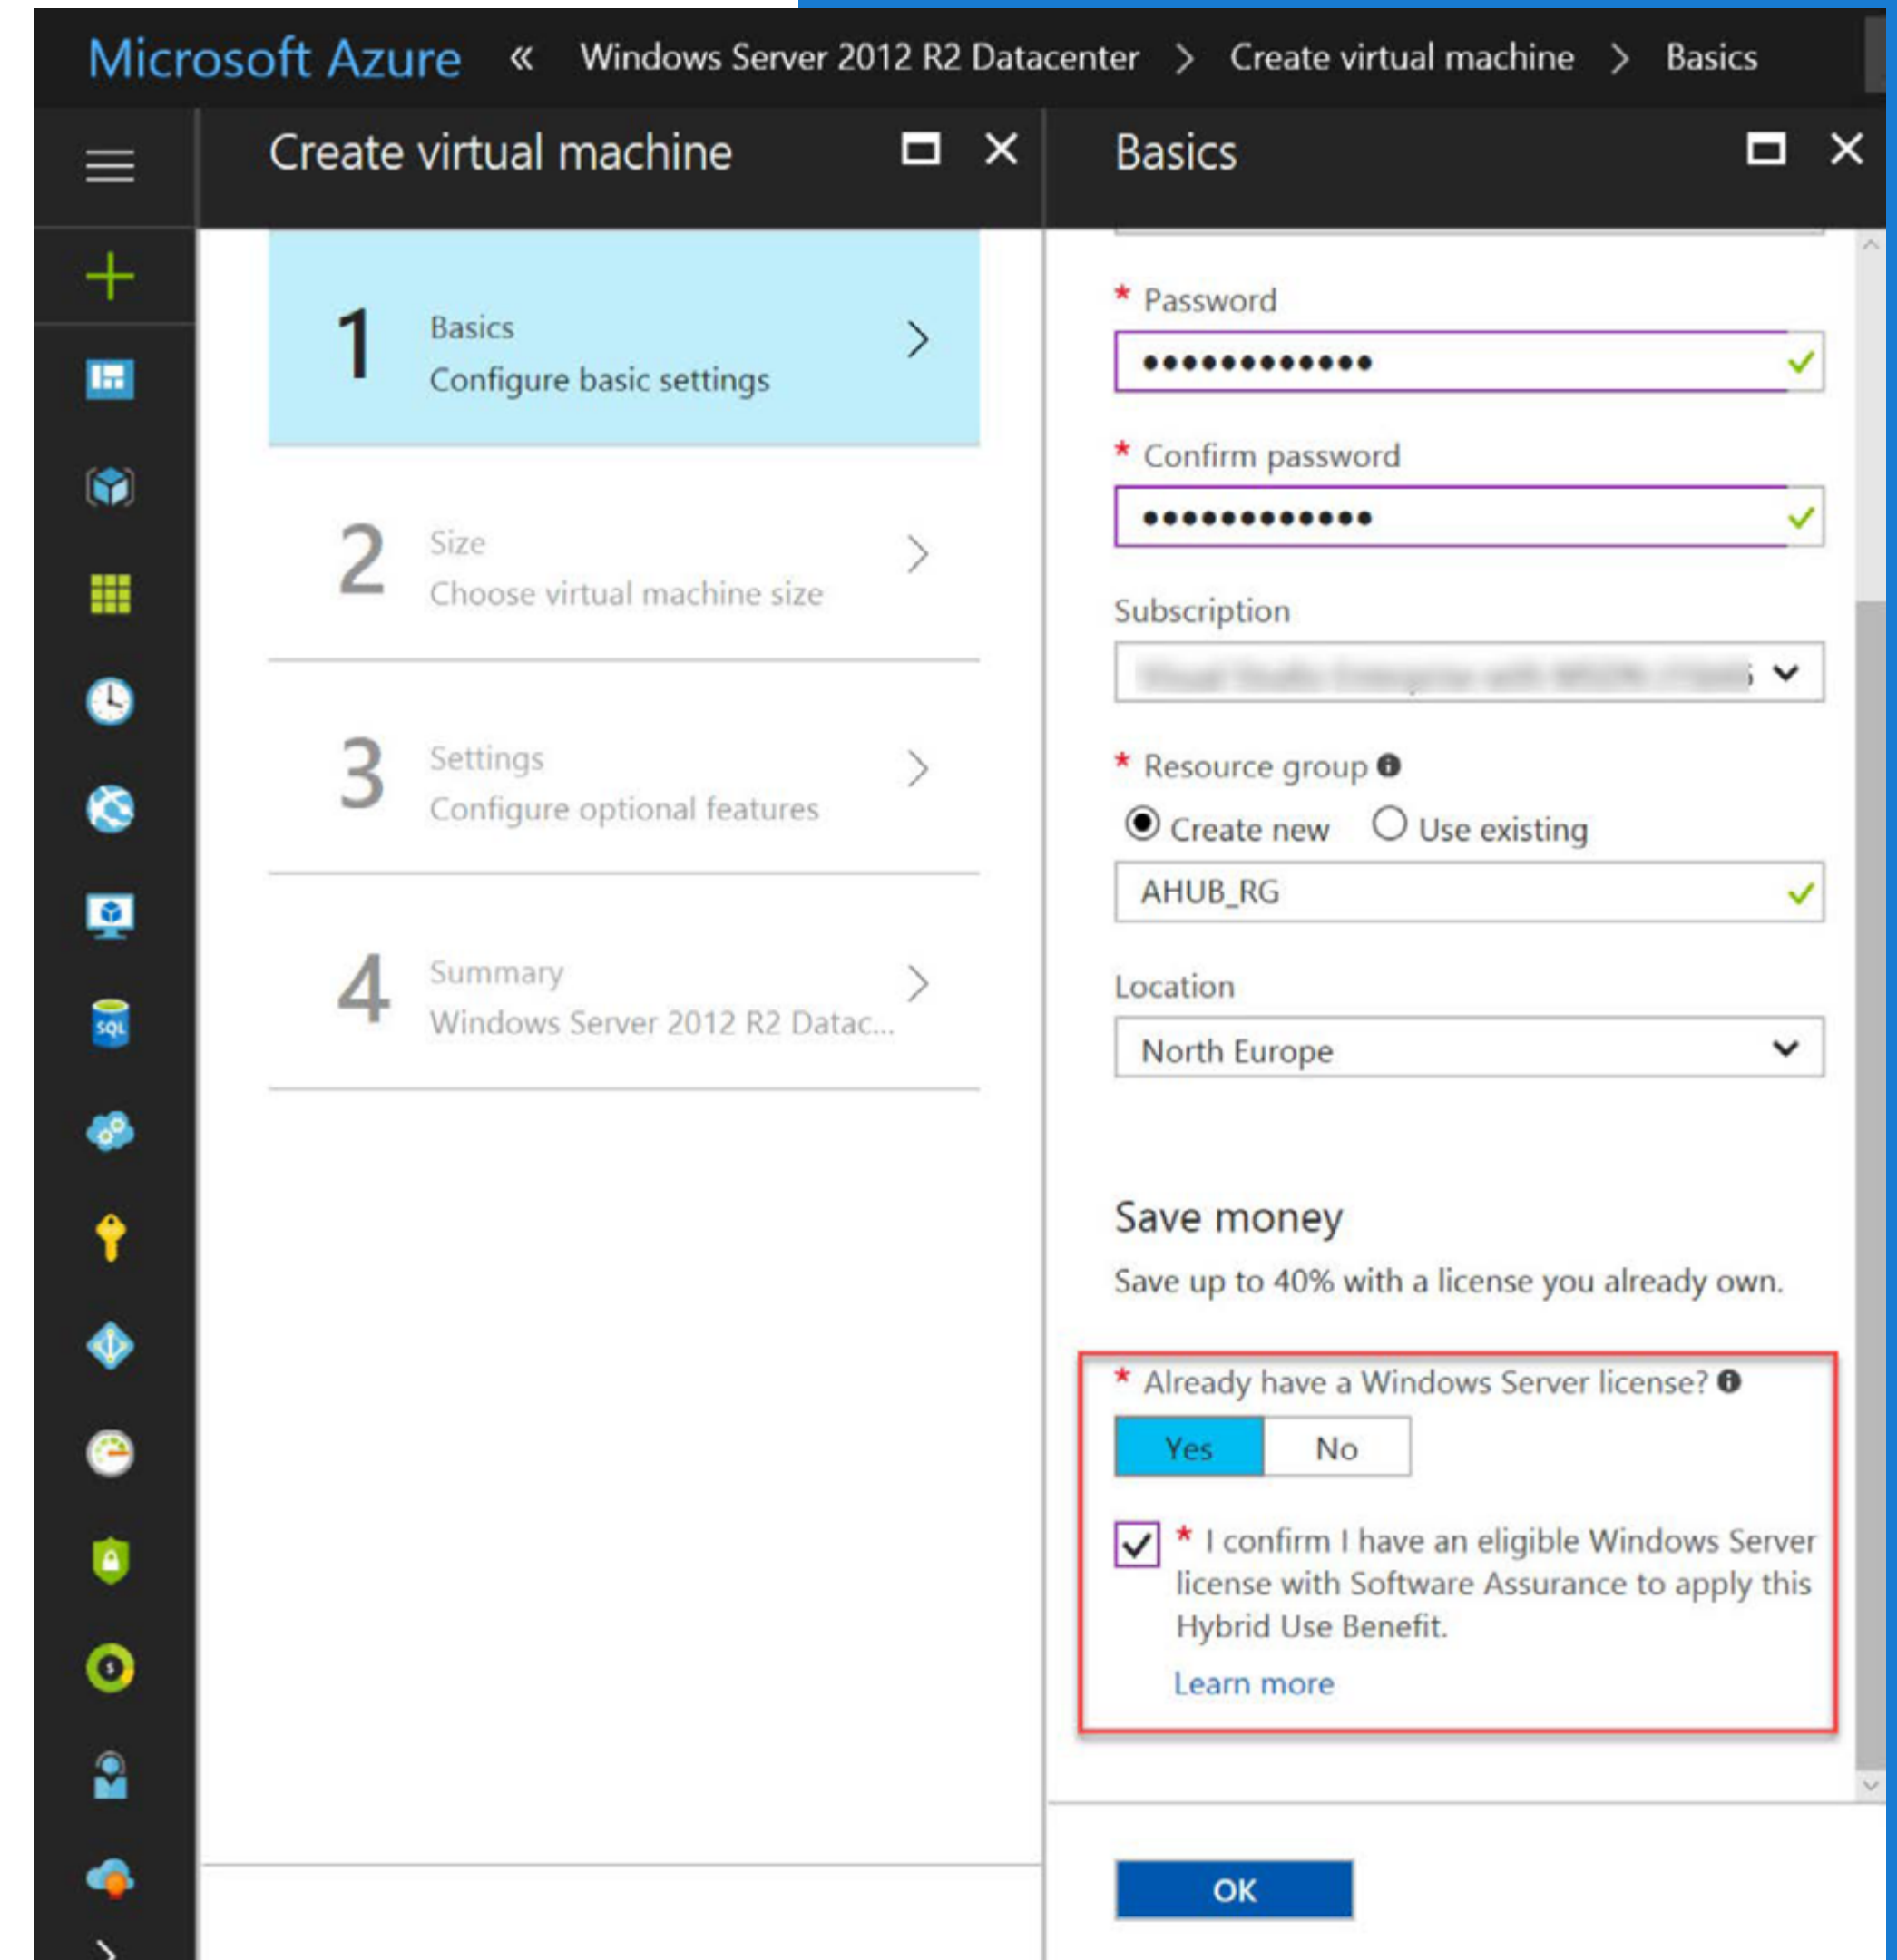 Microsoft Azure « Windows Server 2012 R2 Datacenter > Create virtual machine > Basics
Create virtual machine
1
Basics
Configure basic settings
2
Size
Choose virtual machine size
3
Settings
Configure optional features
4
Summary
Windows Server 2012 R2 Datac...
SQL
Basics
* Password
* Confirm password
Subscription
* Resource group
Create new Use existing
AHUB_RG
Location
North Europe
Save money
Save up to 40% with a license you already own.
* Already have a Windows Server license?
Yes No
* I confirm I have an eligible Windows Server
license with Software Assurance to apply this
Hybrid Use Benefit.
Learn more
OK